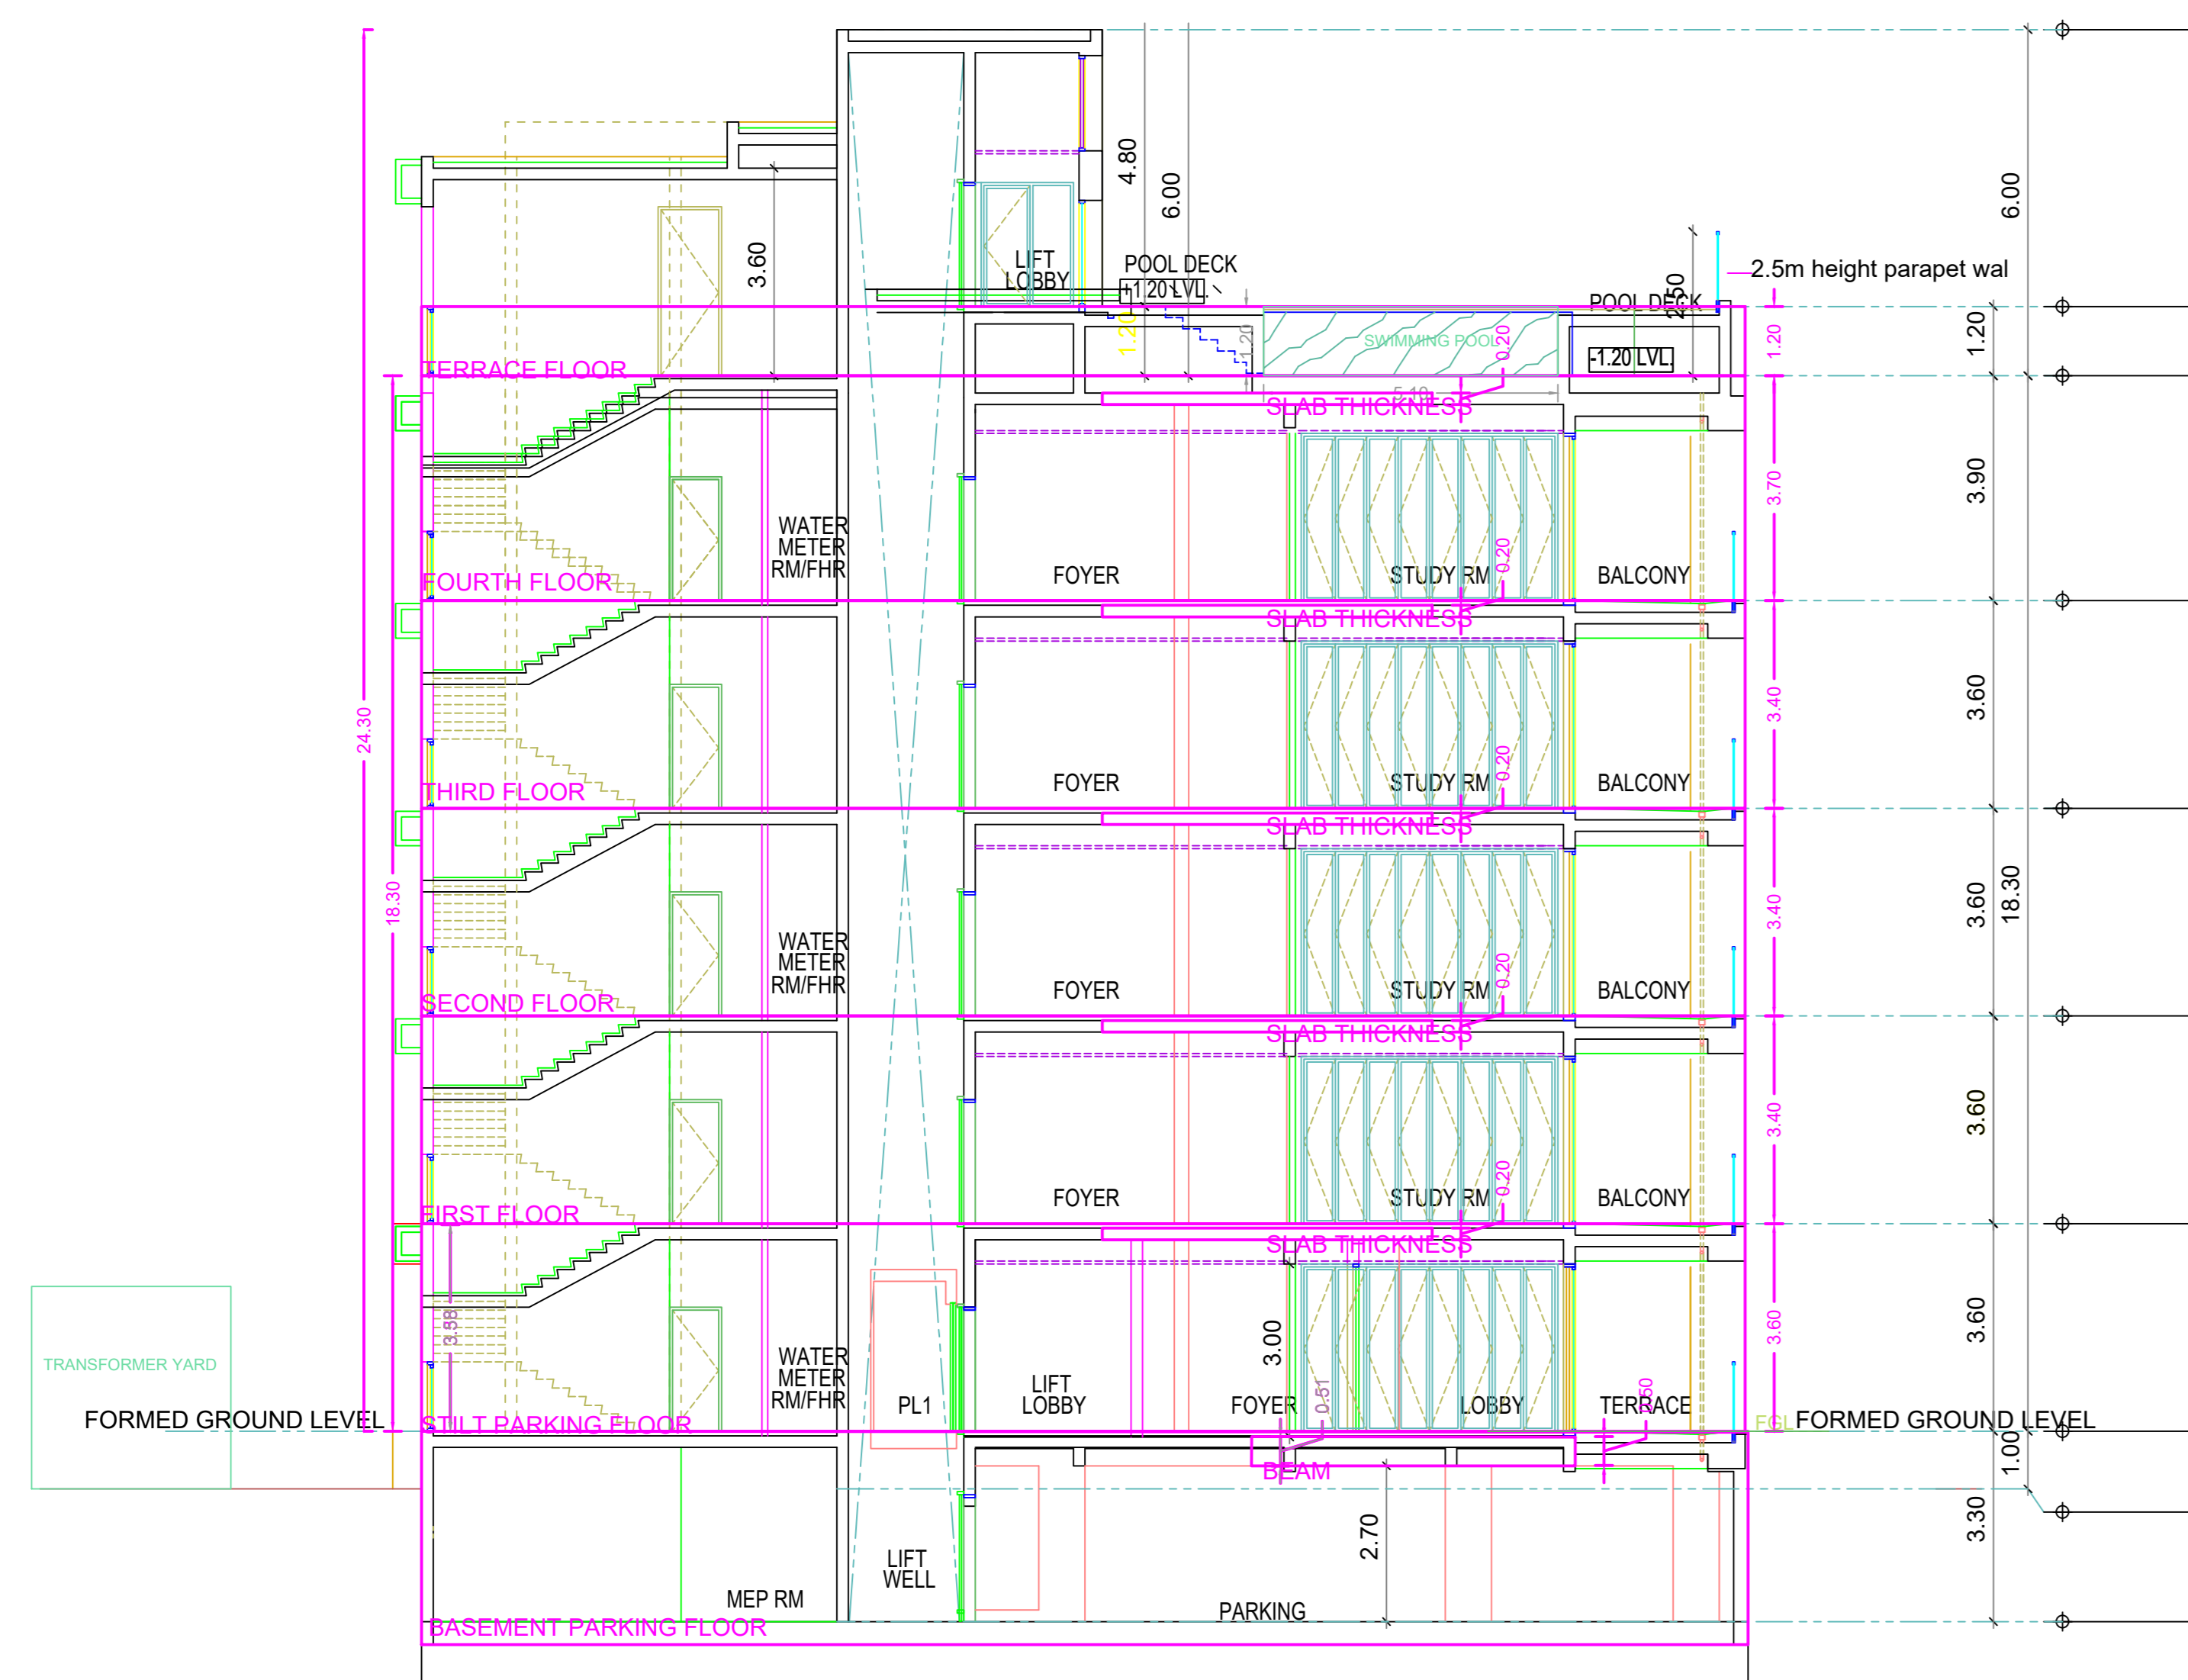 4.80
6.00
6.00
3.60
LIFT
LOBBY
POOL DECK
+1.20 LVL.
2.50
2.5m height parapet wal
POOL DECK
1.20
1.20
SWIMMING POOL
0.20
-1.20 LVL.
1.20
1.20
TERRACE FLOOR
5.10
SLAB THICKNESS
3.70
3.90
WATER
METER
RM/FHR
FOURTH FLOOR
FOYER
STUDY RM
0.20
BALCONY
SLAB THICKNESS
24.30
3.40
3.60
THIRD FLOOR
FOYER
STUDY RM
0.20
BALCONY
SLAB THICKNESS
18.30
3.40
3.60
18.30
WATER
METER
RM/FHR
SECOND FLOOR
FOYER
STUDY RM
0.20
BALCONY
SLAB THICKNESS
3.40
3.60
FIRST FLOOR
FOYER
STUDY RM
0.20
BALCONY
SLAB THICKNESS
3.38
3.00
3.60
3.60
TRANSFORMER YARD
WATER
METER
RM/FHR
PL1
LIFT
LOBBY
FOYER
0.51
LOBBY
TERRACE
0.50
FORMED GROUND LEVEL
STILT PARKING FLOOR
FGL
FORMED GROUND LEVEL
BEAM
1.00
2.70
3.30
LIFT
WELL
MEP RM
PARKING
BASEMENT PARKING FLOOR